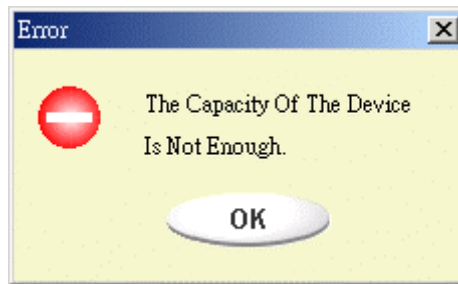 Error
The Capacity Of The Device
Is Not Enough.
OK